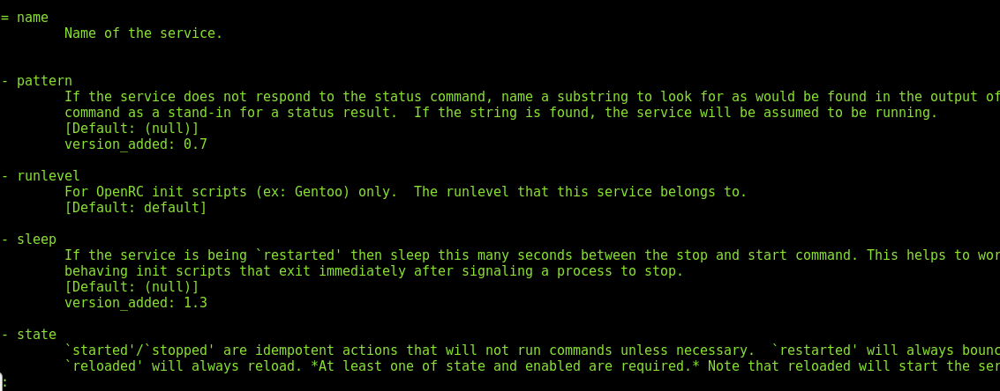 = name
        Name of the service.
- pattern
        If the service does not respond to the status command, name a substring to look for as would be found in the output of
        command as a stand-in for a status result.  If the string is found, the service will be assumed to be running.
        [Default: (null)]
        version_added: 0.7
- runlevel
        For OpenRC init scripts (ex: Gentoo) only.  The runlevel that this service belongs to.
        [Default: default]
- sleep
        If the service is being `restarted' then sleep this many seconds between the stop and start command. This helps to wor
        behaving init scripts that exit immediately after signaling a process to stop.
        [Default: (null)]
        version_added: 1.3
- state
        `started'/`stopped' are idempotent actions that will not run commands unless necessary.  `restarted' will always bounc
        `reloaded' will always reload. *At least one of state and enabled are required.* Note that reloaded will start the ser
: